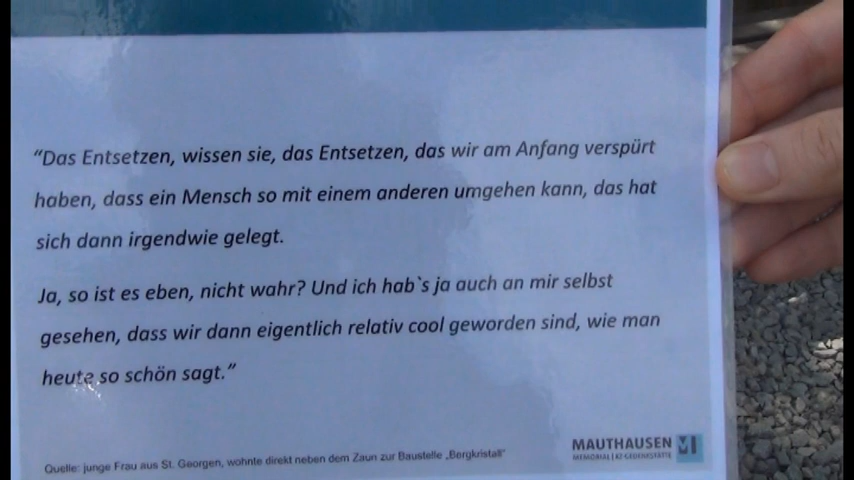 “Das Entsetzen, wissen sie, das Entsetzen, das wir am Anfang verspürt
haben, dass ein Mensch so mit einem anderen umgehen kann, das hat
sich dann irgendwie gelegt.
Ja, so ist es eben, nicht wahr? Und ich hab`s ja auch an mir selbst
gesehen, dass wir dann eigentlich relativ cool geworden sind, wie man
heute so schön sagt.”
MAUTHAUSEN
MEMORIAL | KZ-GEDENKSTÄTTE
Quelle: junge Frau aus St. Georgen, wohnte direkt neben dem Zaun zur Baustelle „Bergkristall“